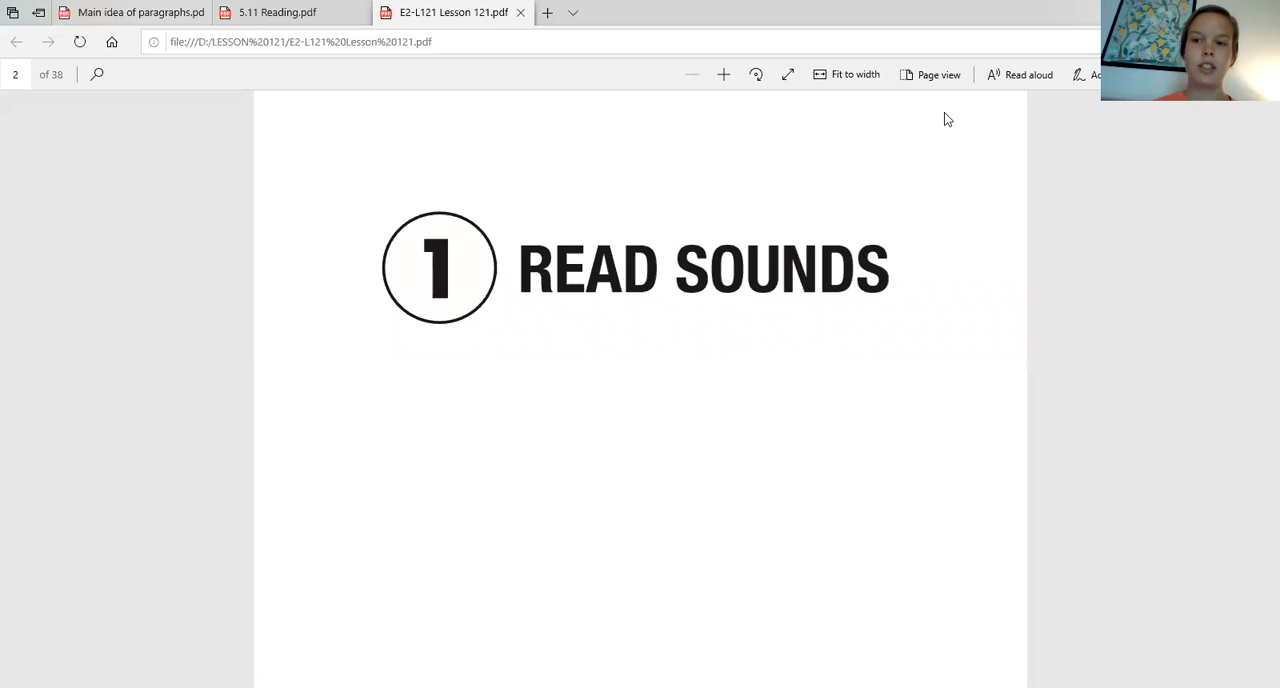 Main idea of paragraphs.pd
5.11 Reading.pdf
E2-L121 Lesson 121.pdf
file:///D:/LESSON%20121/E2-L121%20Lesson%20121.pdf
2 of 38
Fit to width
Page view
Read aloud
1 READ SOUNDS